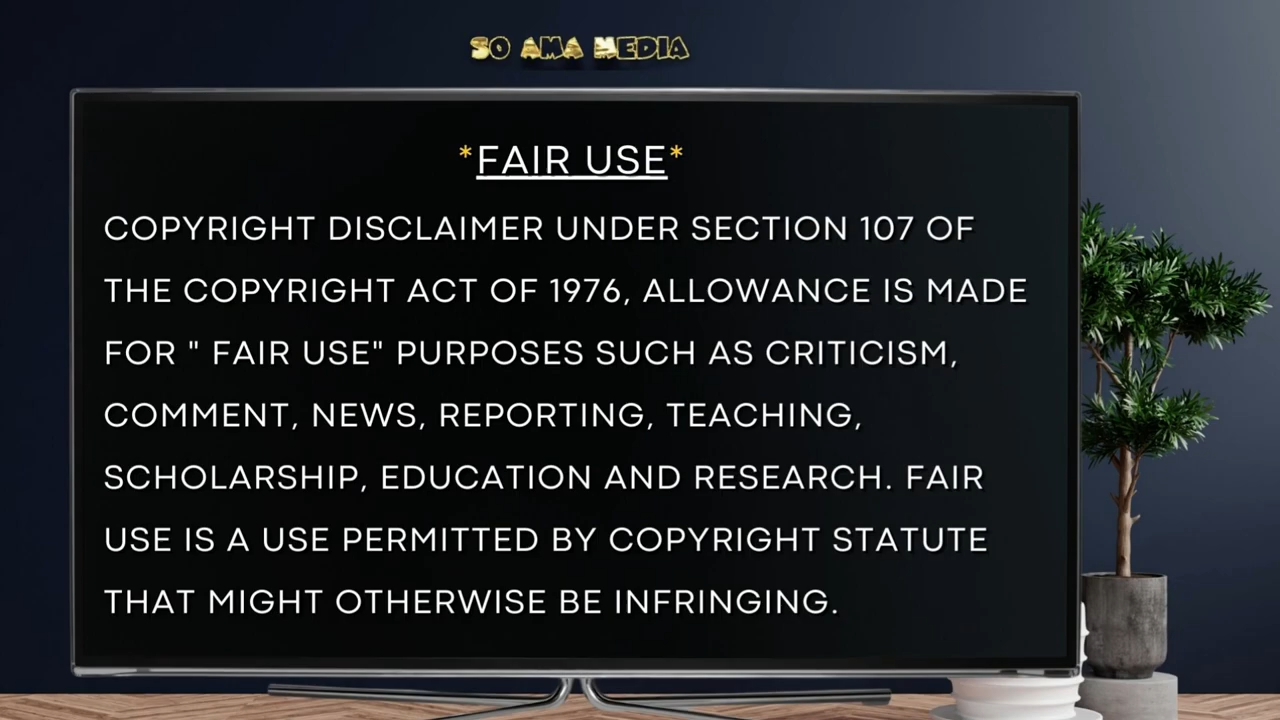 SO AMA MEDIA
*FAIR USE*
COPYRIGHT DISCLAIMER UNDER SECTION 107 OF
THE COPYRIGHT ACT OF 1976, ALLOWANCE IS MADE
FOR " FAIR USE" PURPOSES SUCH AS CRITICISM,
COMMENT, NEWS, REPORTING, TEACHING,
SCHOLARSHIP, EDUCATION AND RESEARCH. FAIR
USE IS A USE PERMITTED BY COPYRIGHT STATUTE
THAT MIGHT OTHERWISE BE INFRINGING.